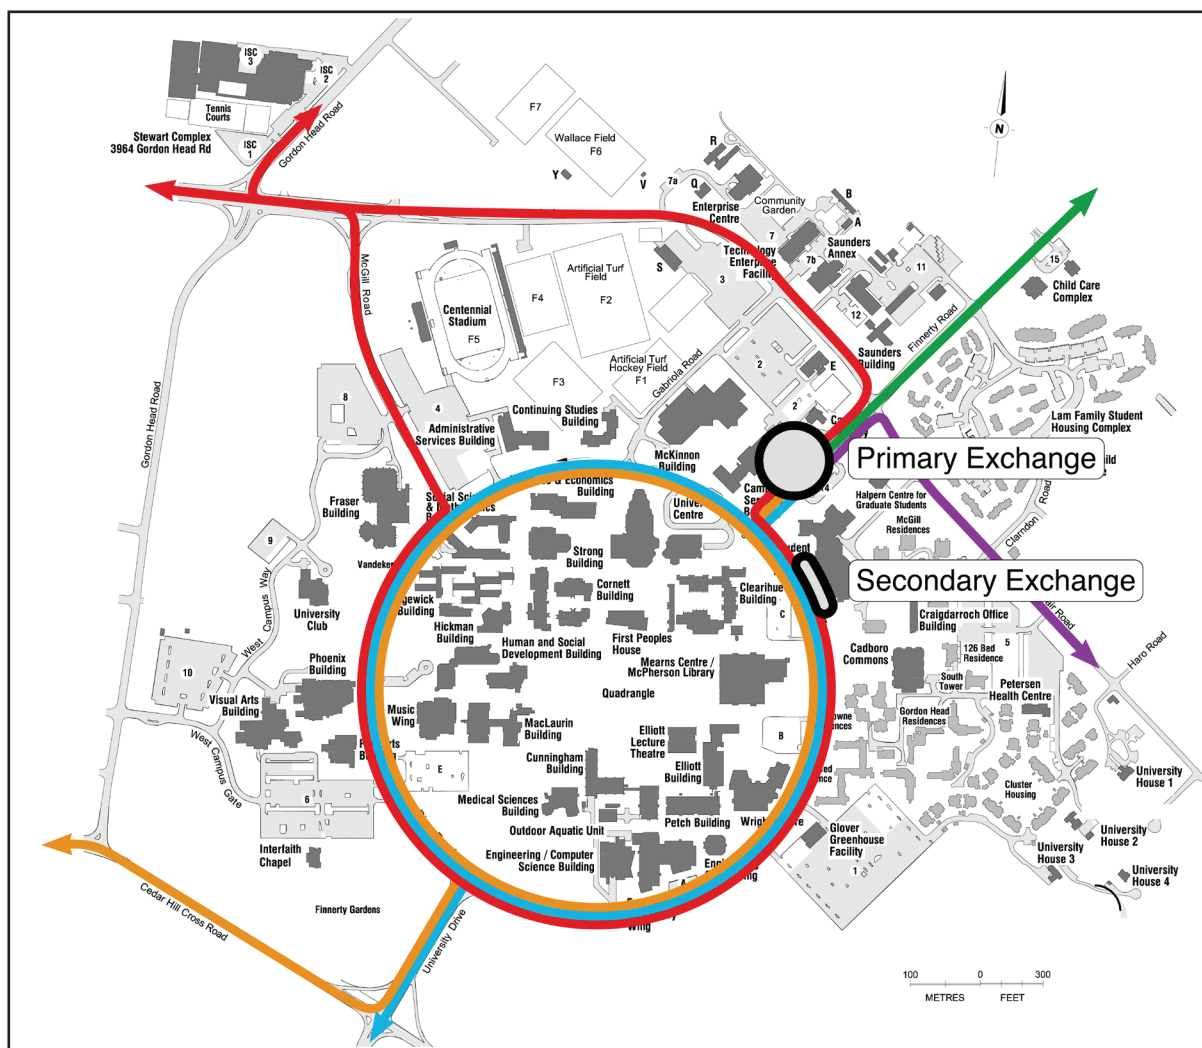 ISC
3
ISC
2
Tennis
Courts
Stewart Complex
3964 Gordon Head Rd
ISC
1
Gordon Head Road
F7
Wallace Field
F6
Y
V
R
7a
Q
Enterprise
Centre
Community
Garden
B
A
7
Technology
Enterprise
Facility
7b
Saunders
Annex
11
15
Child Care
Complex
N
McGill Road
Centennial
Stadium
F5
F4
Artificial Turf
Field
F2
S
3
12
Saunders
Building
Finnerty Road
Artificial Turf
Hockey Field
F1
Gabriola Road
F3
2
E
2
Gordon Head Road
8
4
Administrative
Services Building
Continuing Studies
Building
McKinnon
Building
Lam Family Student
Housing Complex
Primary Exchange
Fraser
Building
& Economics
Building
Centre
Halpern Centre for
Graduate Students
McGill
Residences
Clarndon
Road
9
West Campus Way
University
Club
Strong
Building
Cornett
Building
Clearihue
Building
C
Secondary Exchange
Building
Hickman
Building
First Peoples
House
Human and Social
Development Building
Craigdarroch Office
Building
5
Haro Road
10
Phoenix
Building
Visual Arts
Building
Mearns Centre /
McPherson Library
Quadrangle
Cadboro
Commons
126 Bed
Residence
South
Tower
Petersen
Health Centre
Music
Wing
MacLaurin
Building
Elliott
Lecture
Theatre
B
Gordon Head
Residences
West Campus Gate
E
Cunningham
Building
Elliott
Building
University
House 1
6
Medical Sciences
Building
Petch Building
Cluster
Housing
Glover
Greenhouse
Facility
1
University
House 2
Interfaith
Chapel
Outdoor Aquatic Unit
Engineering / Computer
Science Building
University
House 3
University
House 4
Finnerty Gardens
Cedar Hill Cross Road
University Drive
Wing
100 0 300
METRES FEET